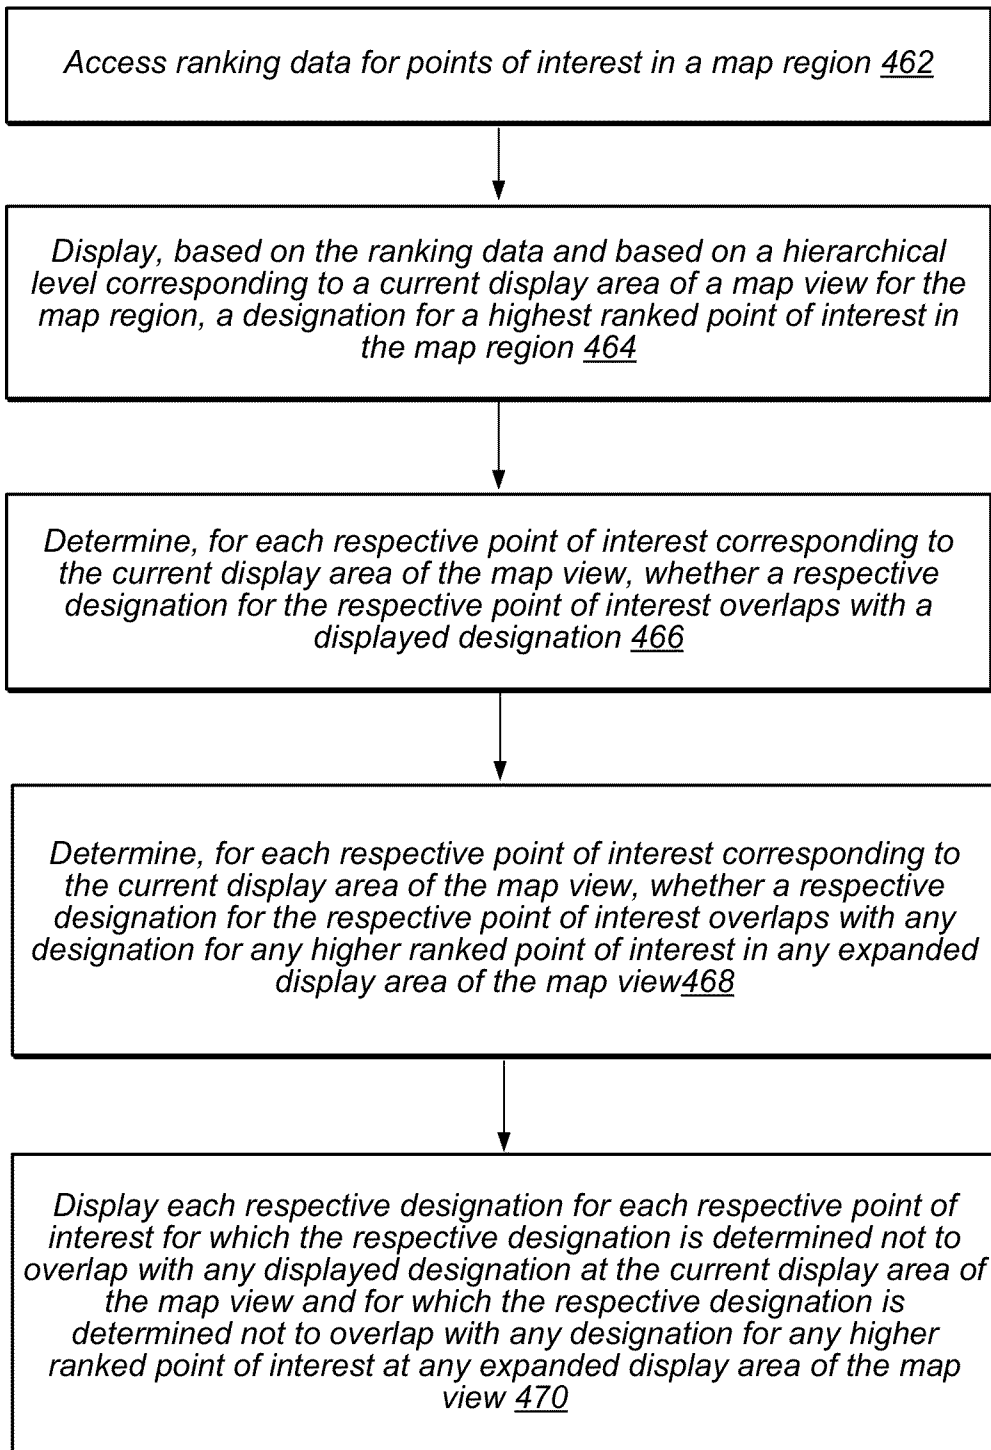 Access ranking data for points of interest in a map region 462
Display, based on the ranking data and based on a hierarchical
level corresponding to a current display area of a map view for the
map region, a designation for a highest ranked point of interest in
the map region 464
Determine, for each respective point of interest corresponding to
the current display area of the map view, whether a respective
designation for the respective point of interest overlaps with a
displayed designation 466
Determine, for each respective point of interest corresponding to
the current display area of the map view, whether a respective
designation for the respective point of interest overlaps with any
designation for any higher ranked point of interest in any expanded
display area of the map view468
Display each respective designation for each respective point of
interest for which the respective designation is determined not to
overlap with any displayed designation at the current display area of
the map view and for which the respective designation is
determined not to overlap with any designation for any higher
ranked point of interest at any expanded display area of the map
view 470